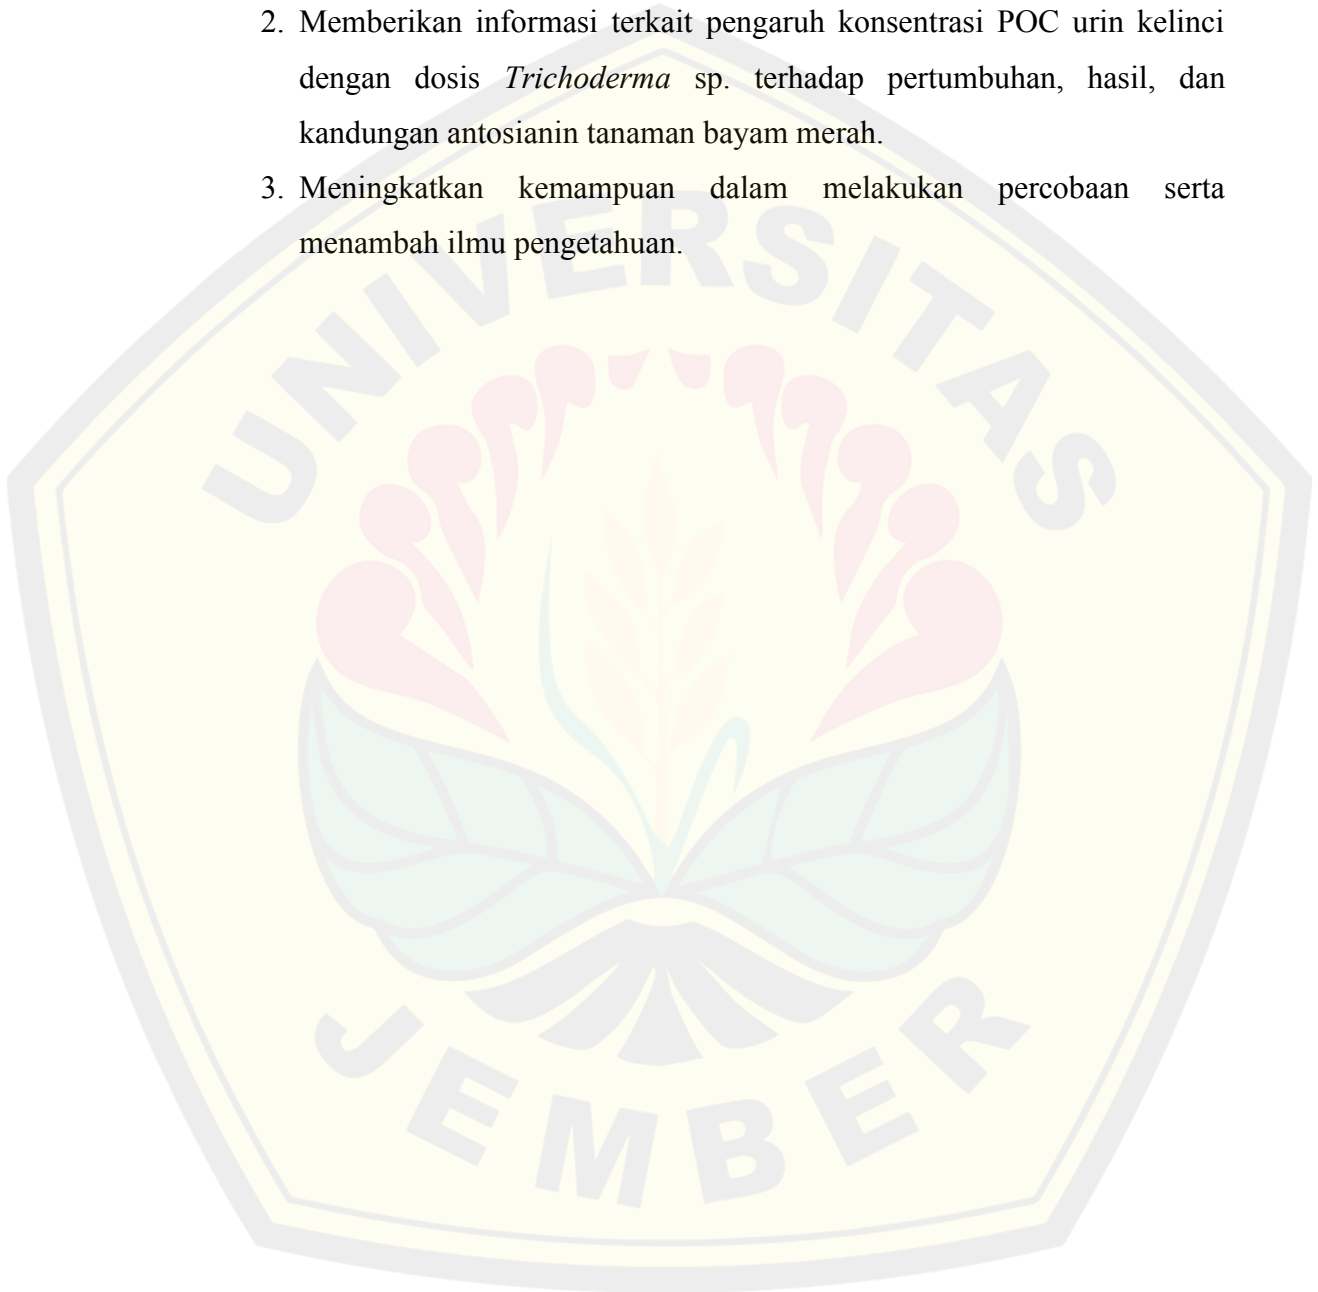 2. Memberikan informasi terkait pengaruh konsentrasi POC urin kelinci
dengan dosis Trichoderma sp. terhadap pertumbuhan, hasil, dan
kandungan antosianin tanaman bayam merah.
3. Meningkatkan kemampuan dalam melakukan percobaan serta
menambah ilmu pengetahuan.
UNIVERSITAS
JEMBER